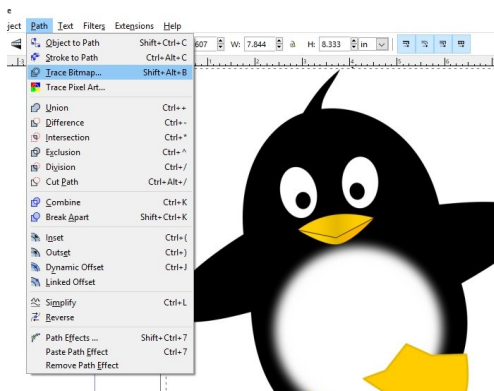 e
ject Path Text Filters Extensions Help
607 W: 7.844 H: 8.333 in
Object to Path Shift+Ctrl+C
Stroke to Path Ctrl+Alt+C
Trace Bitmap... Shift+Alt+B
Trace Pixel Art...
Union Ctrl++
Difference Ctrl+-
Intersection Ctrl+*
Exclusion Ctrl+^
Division Ctrl+/
Cut Path Ctrl+Alt+/
Combine Ctrl+K
Break Apart Shift+Ctrl+K
Inset Ctrl+(
Outset Ctrl+)
Dynamic Offset Ctrl+J
Linked Offset
Simplify Ctrl+L
Reverse
Path Effects ... Shift+Ctrl+7
Paste Path Effect Ctrl+7
Remove Path Effect